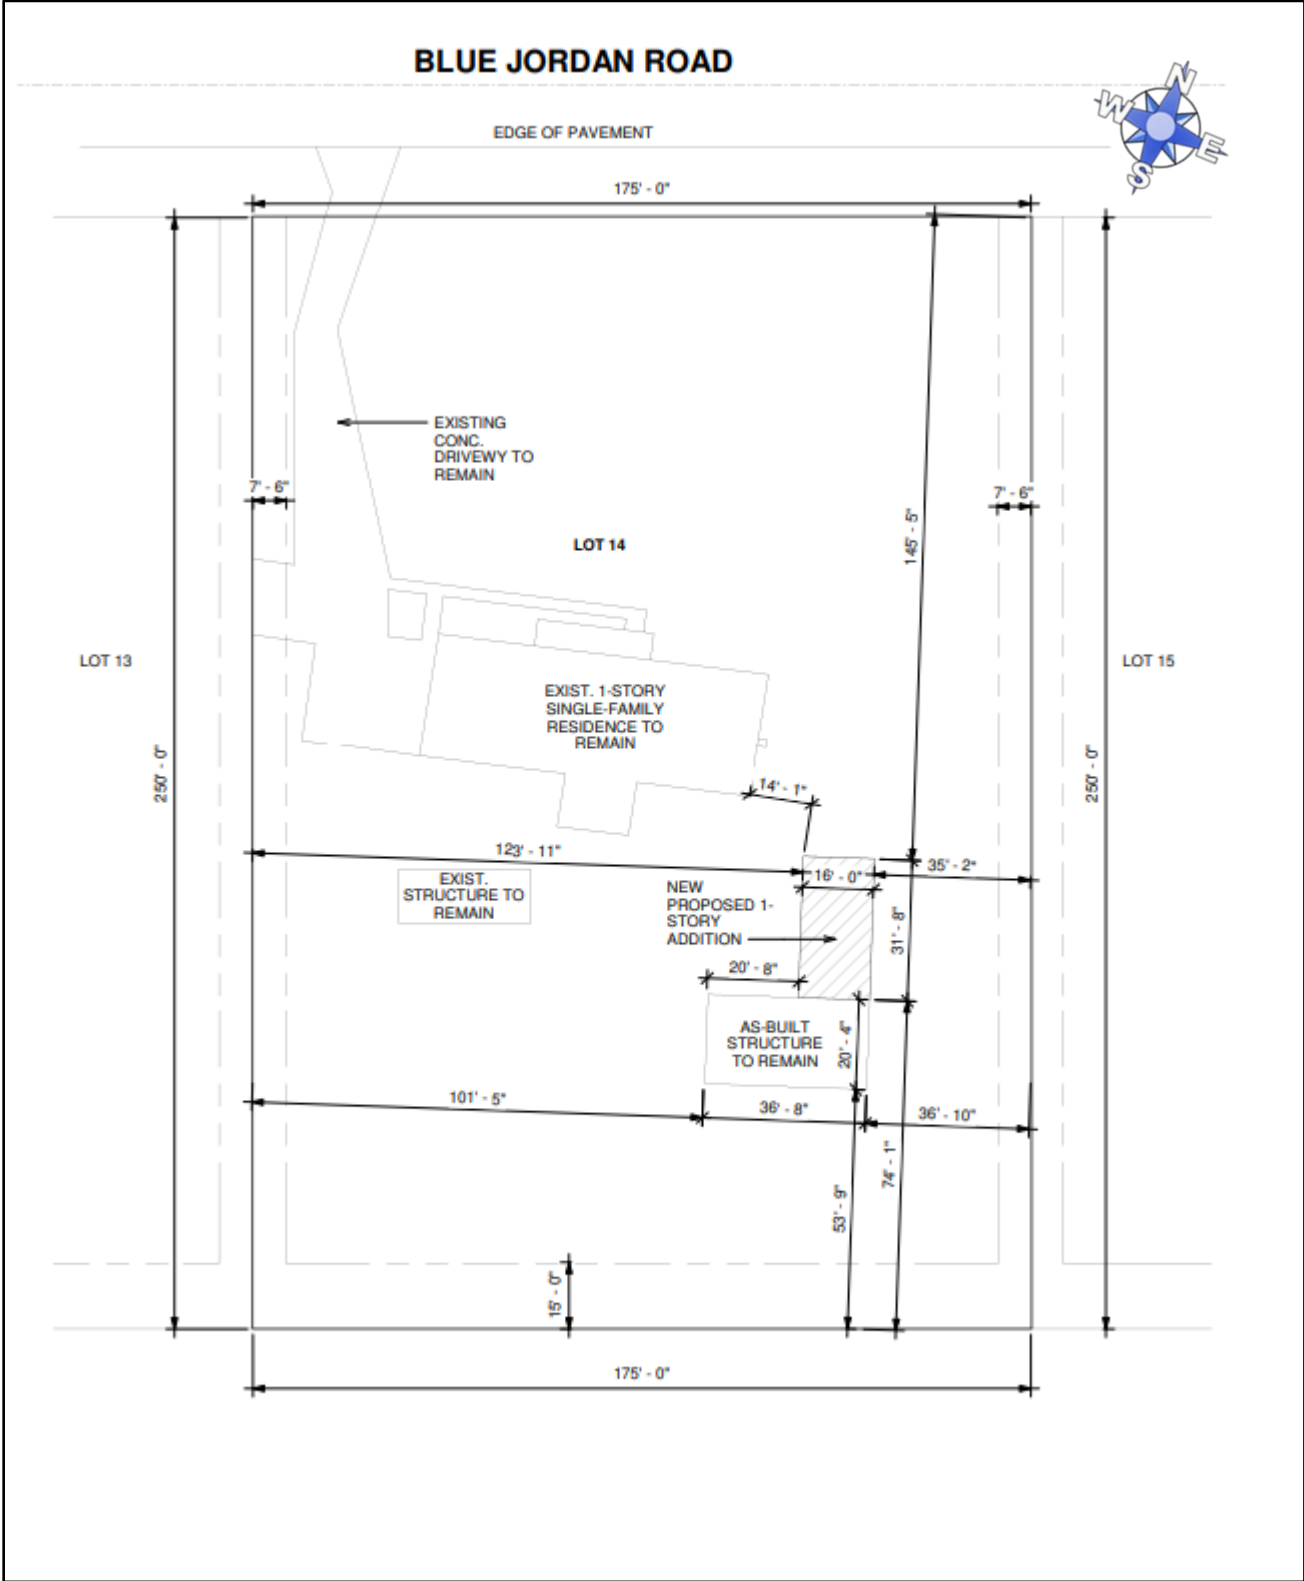 BLUE JORDAN ROAD
N
W
E
S
EDGE OF PAVEMENT
175' - 0"
EXISTING
CONC.
DRIVEWY TO
REMAIN
7' - 6"
7' - 6"
145' - 5"
LOT 14
LOT 13
LOT 15
EXIST. 1-STORY
SINGLE-FAMILY
RESIDENCE TO
REMAIN
250' - 0"
250' - 0"
14' - 1"
123' - 11"
35' - 2"
16' - 0"
EXIST.
STRUCTURE TO
REMAIN
NEW
PROPOSED 1-
STORY
ADDITION
31' - 8"
20' - 8"
AS-BUILT
STRUCTURE
TO REMAIN
20' - 4"
101' - 5"
36' - 8"
36' - 10"
74' - 1"
53' - 9"
15' - 0"
175' - 0"